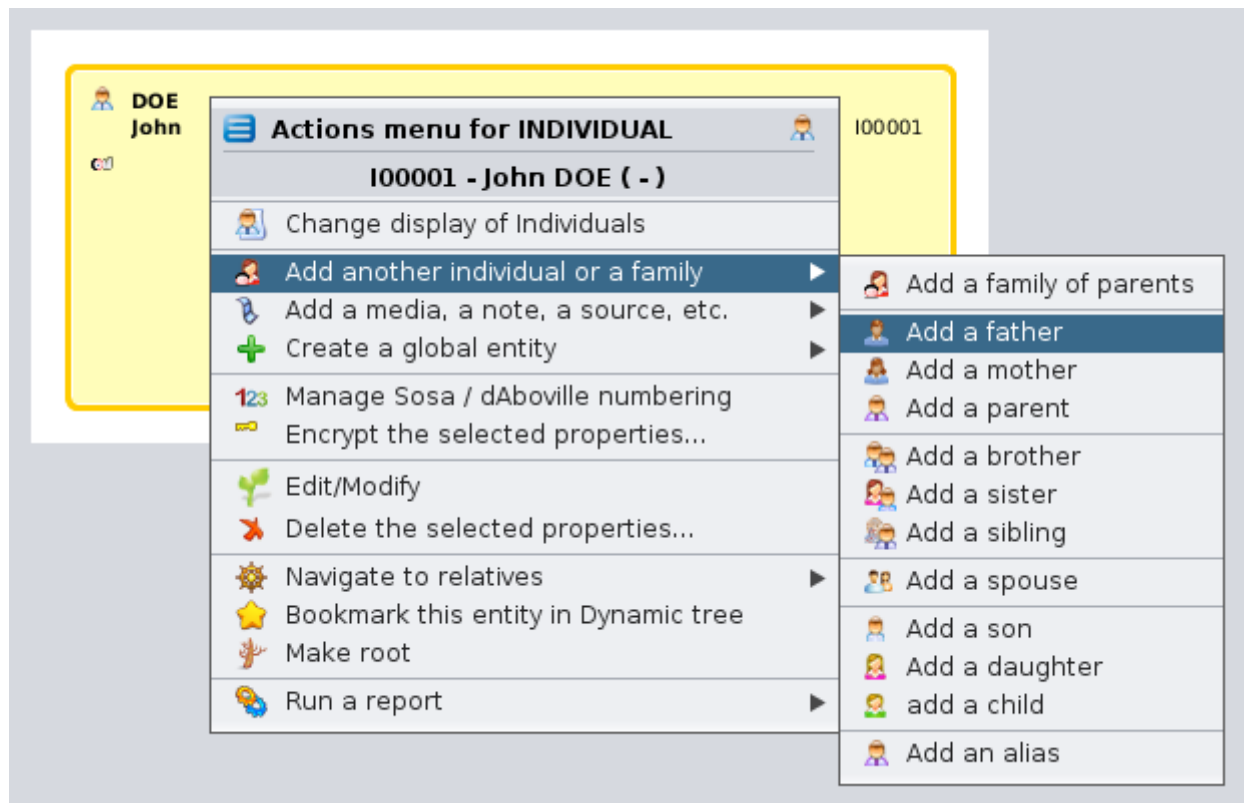 DOE
John
I00001
Actions menu for INDIVIDUAL
I00001 - John DOE ( - )
Change display of Individuals
Add another individual or a family
Add a media, a note, a source, etc.
Create a global entity
123 Manage Sosa / dAboville numbering
Encrypt the selected properties...
Edit/Modify
Delete the selected properties...
Navigate to relatives
Bookmark this entity in Dynamic tree
Make root
Run a report
Add a family of parents
Add a father
Add a mother
Add a parent
Add a brother
Add a sister
Add a sibling
Add a spouse
Add a son
Add a daughter
add a child
Add an alias